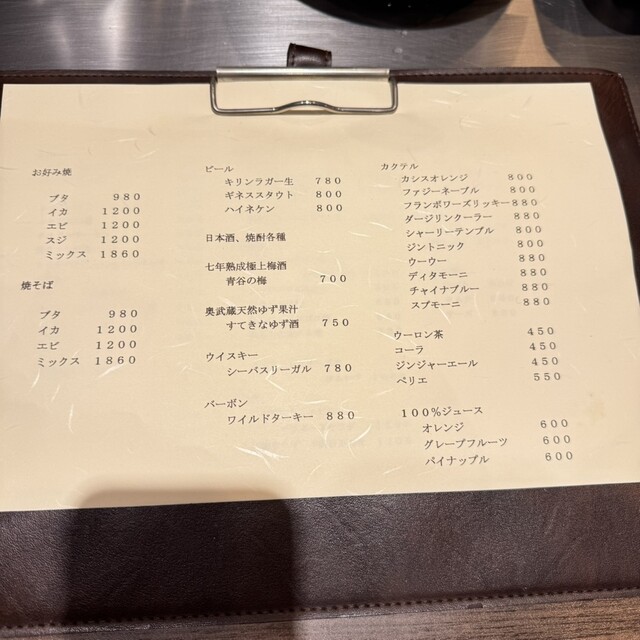 お好み焼
ブタ 980
イカ 1200
エビ 1200
スジ 1200
ミックス 1860
焼そば
ブタ 980
イカ 1200
エビ 1200
ミックス 1860
ビール
キリンラガー生 780
ギネススタウト 800
ハイネケン 800
日本酒、焼酎各種
七年熟成極上梅酒
青谷の梅 700
奥武蔵天然ゆず果汁
すてきなゆず酒 750
ウイスキー
シーバスリーガル 780
バーボン
ワイルドターキー 880
カクテル
カシスオレンジ 800
ファジーネーブル 800
フランボワーズリッキー 880
ダージリンクーラー 880
シャーリーテンプル 800
ジントニック 800
ウーウー 880
ディタモーニ 880
チャイナブルー 880
スプモーニ 880
ウーロン茶 450
コーラ 450
ジンジャーエール 450
ペリエ 550
100%ジュース
オレンジ 600
グレープフルーツ 600
パイナップル 600